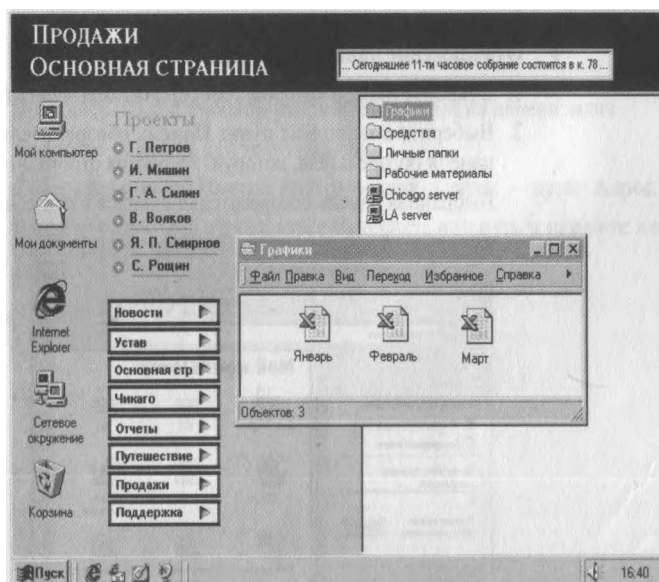 ПРОДАЖИ
ОСНОВНАЯ СТРАНИЦА
...Сегодняшнее 11-ти часовое собрание состоится в к. 78...
Мой компьютер
Мои документы
Internet
Explorer
Сетевое
окружение
Корзина
Проекты
Г. Петров
И. Мишин
Г. А. Силин
В. Волков
Я. П. Смирнов
С. Рощин
Новости
Устав
Основная стр
Чикаго
Отчеты
Путешествие
Продажи
Поддержка
Графики
Средства
Личные папки
Рабочие материалы
Chicago server
LA server
Графики
Файл Правка Вид Переход Избранное Справка
Январь
Февраль
Март
Объектов: 3
Пуск
16:40